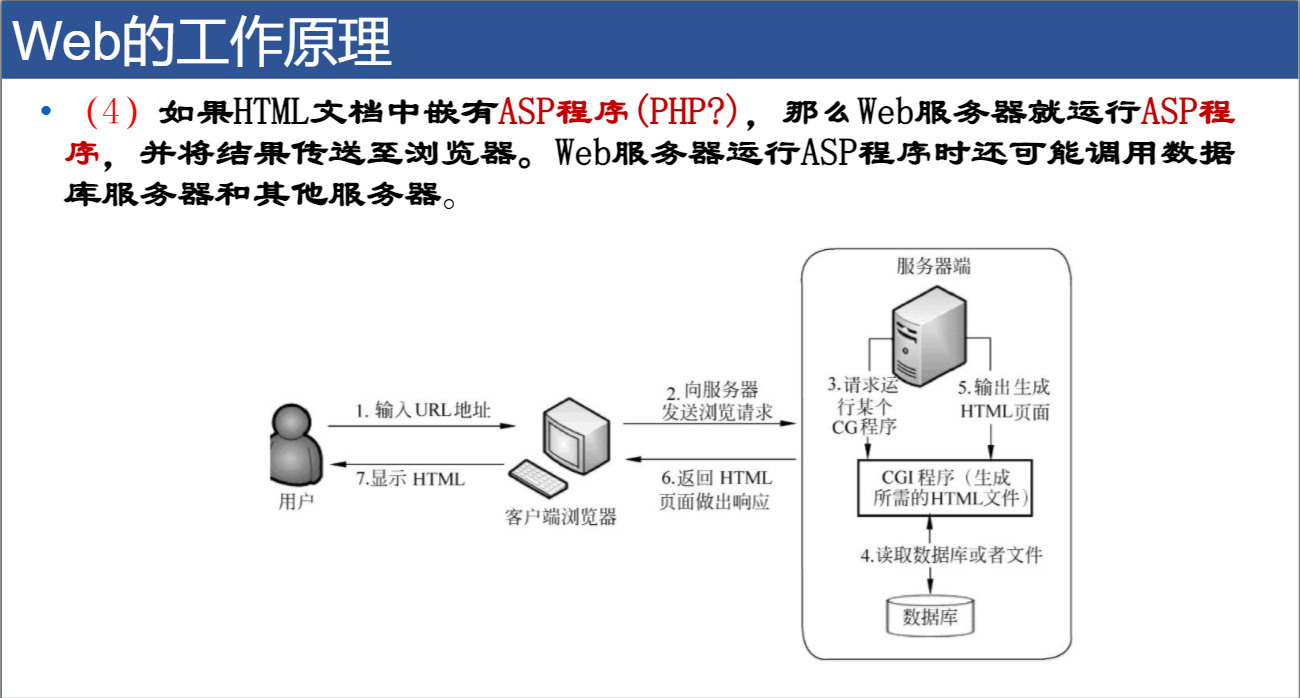 Web的工作原理
• （4）如果HTML文档中嵌有ASP程序(PHP?)，那么Web服务器就运行ASP程
序，并将结果传送至浏览器。Web服务器运行ASP程序时还可能调用数据
库服务器和其他服务器。
服务器端
1. 输入URL地址
2.向服务器
发送浏览请求
3.请求运
行某个
CG程序
5.输出生成
HTML页面
7.显示 HTML
6.返回 HTML
页面做出响应
CGI 程序（生成
所需的HTML文件）
用户
客户端浏览器
4.读取数据库或者文件
数据库